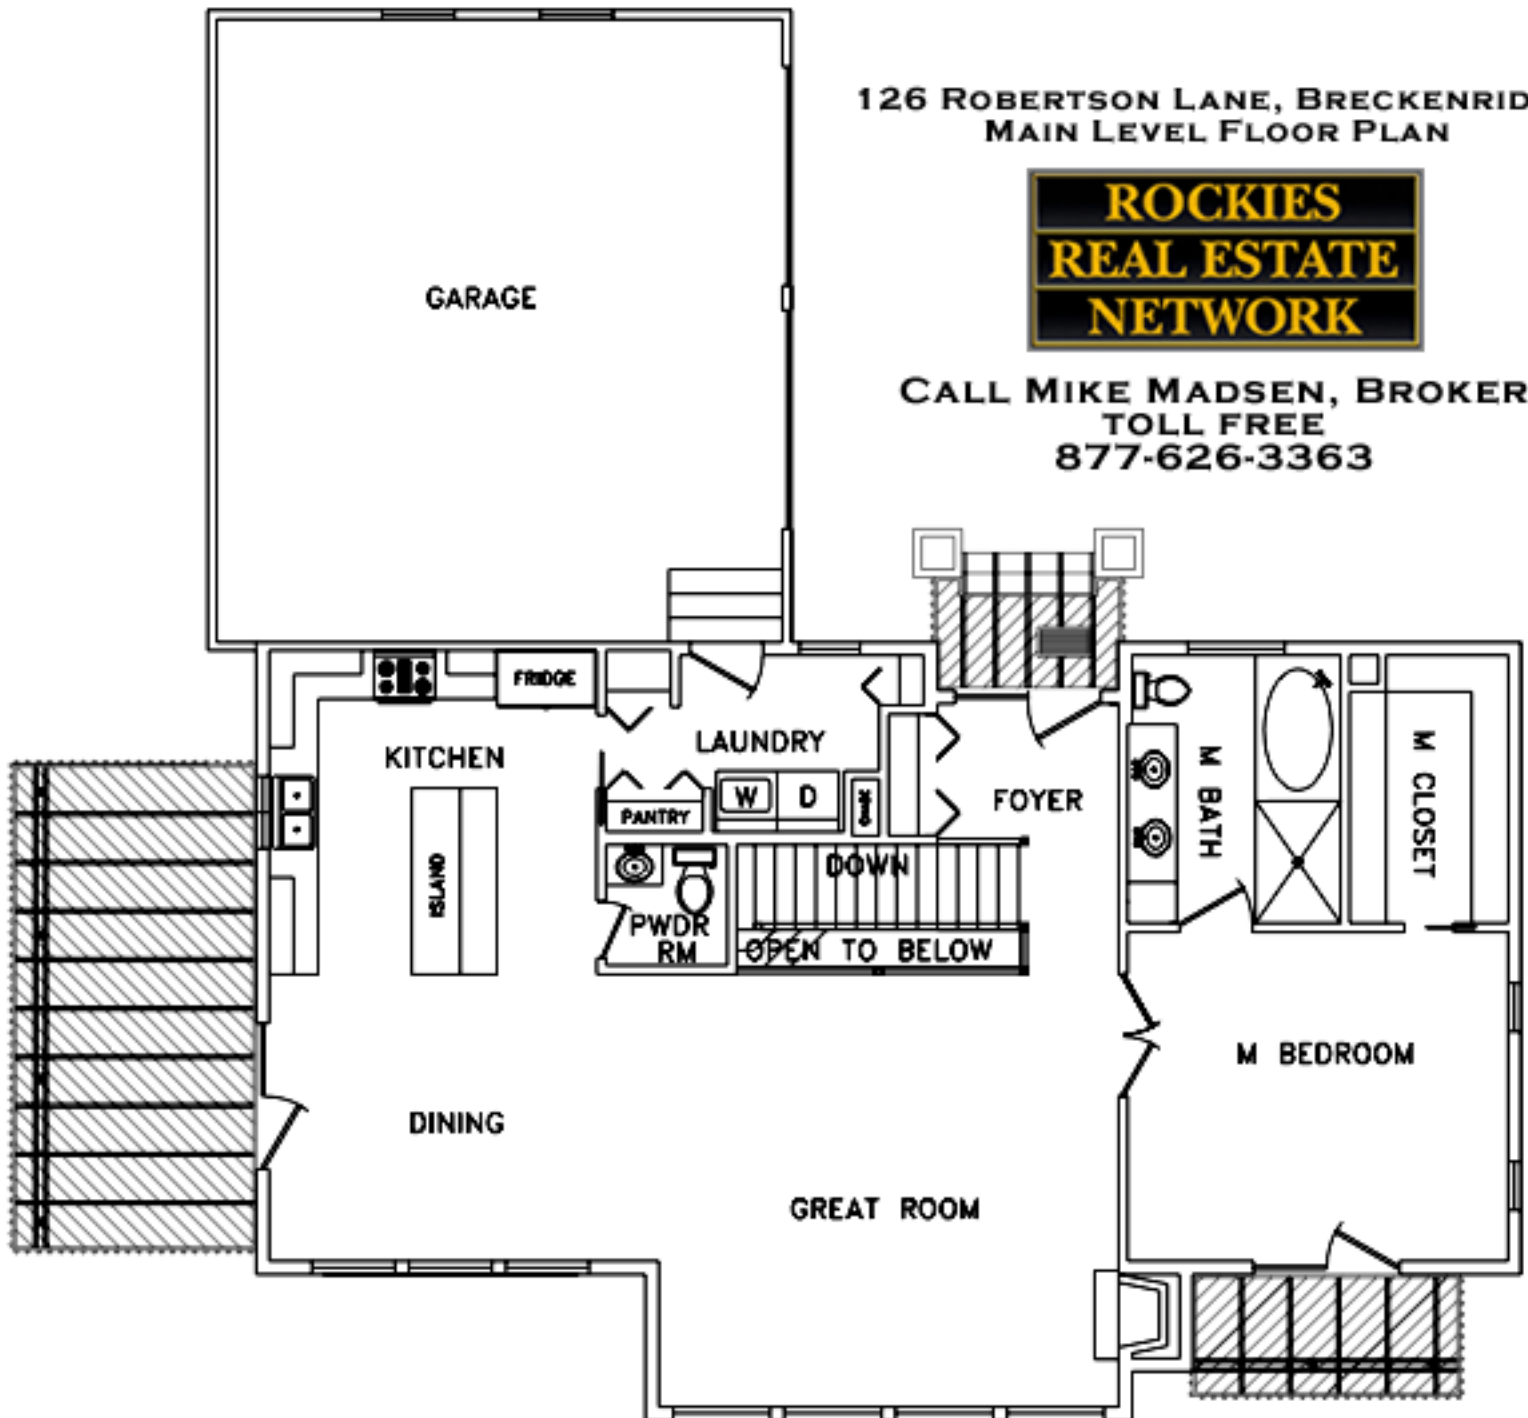 126 ROBERTSON LANE, BRECKENRID
MAIN LEVEL FLOOR PLAN
ROCKIES
REAL ESTATE
NETWORK
CALL MIKE MADSEN, BROKER
TOLL FREE
877-626-3363
GARAGE
FRIDGE
KITCHEN
LAUNDRY
W
D
PANTRY
FOYER
M BATH
M CLOSET
ISLAND
DOWN
PWDR
RM
OPEN TO BELOW
M BEDROOM
DINING
GREAT ROOM